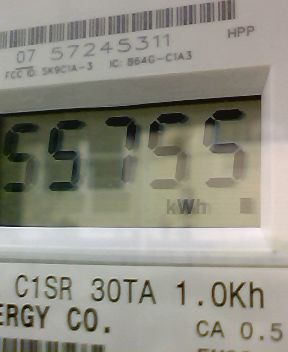 07 57245311
HPP
FCC ID: SK9C1A-3 IC: 864G-C1A3
55755
kWh
C1SR 30TA 1.0Kh
ERGY CO.
CA 0.5